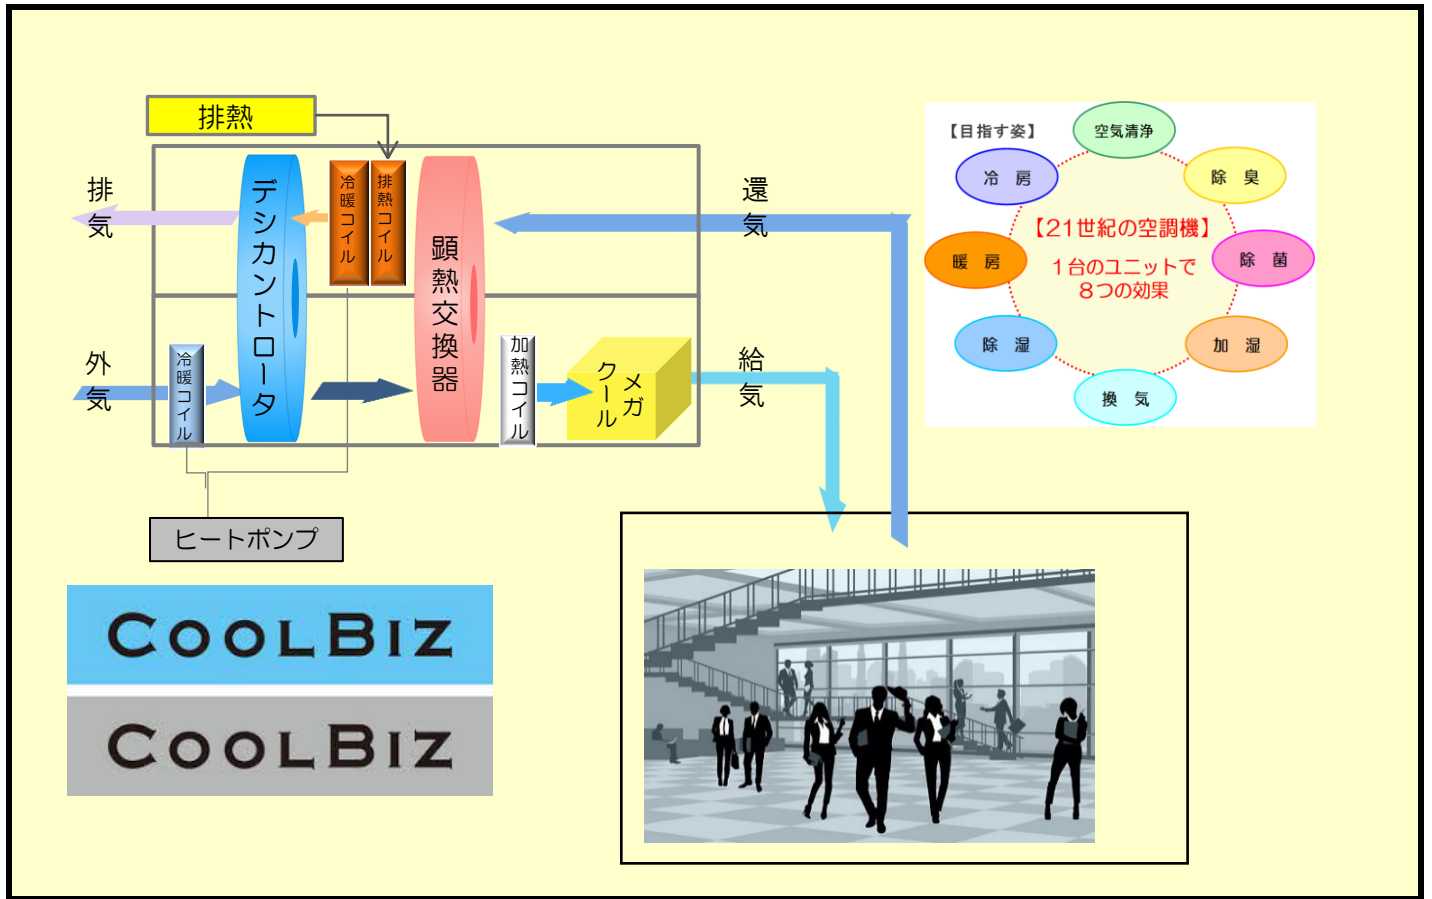 排熱
排気
デシカントロータ
冷暖コイル
排熱コイル
顕熱交換器
還気
外気
冷暖コイル
加熱コイル
メガ
クール
給気
ヒートポンプ
【目指す姿】
空気清浄
冷 房
除 臭
【21世紀の空調機】
暖 房
1台のユニットで
8つの効果
除 菌
除 湿
加 湿
換 気
COOLBIZ
COOLBIZ